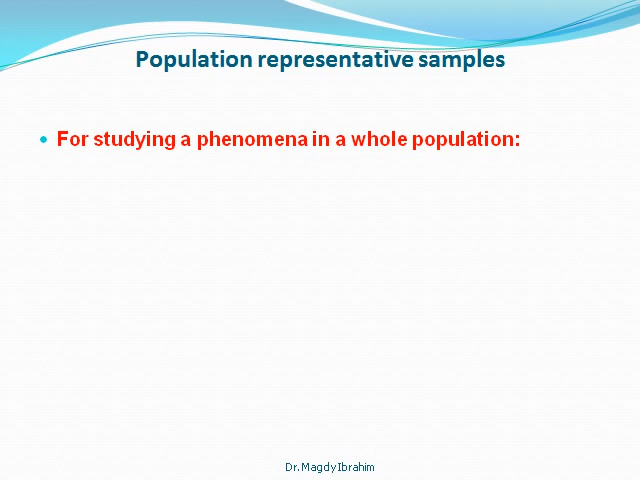 Population representative samples
For studying a phenomena in a whole population:
Dr. Magdy Ibrahim